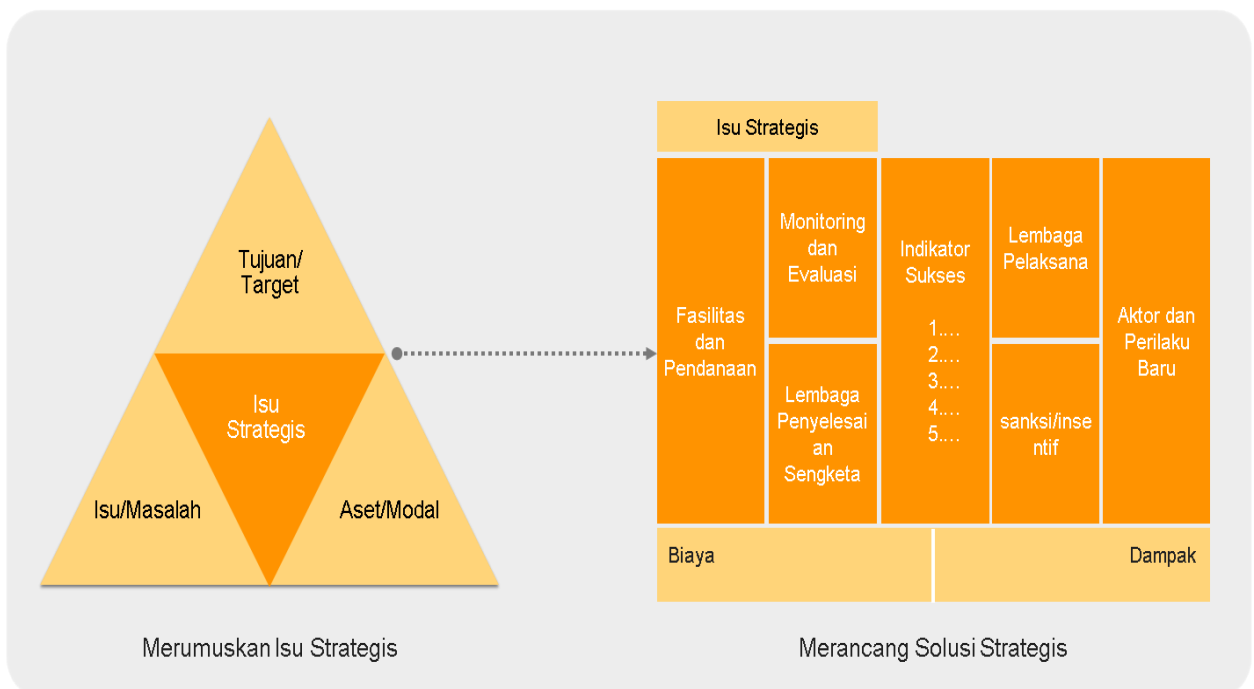 Tujuan/
Target
Isu
Strategis
Isu/Masalah
Aset/Modal
Merumuskan Isu Strategis
Isu Strategis
Fasilitas
dan
Pendanaan
Monitoring
dan
Evaluasi
Lembaga
Penyelesai
an
Sengketa
Indikator
Sukses
1....
2....
3....
4....
5....
Lembaga
Pelaksana
sanksi/inse
ntif
Aktor dan
Perilaku
Baru
Biaya
Dampak
Merancang Solusi Strategis